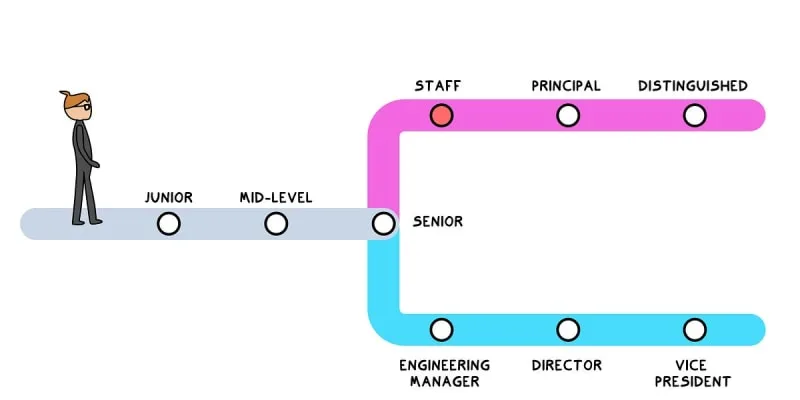 STAFF
PRINCIPAL
DISTINGUISHED
JUNIOR
MID-LEVEL
SENIOR
ENGINEERING
MANAGER
DIRECTOR
VICE
PRESIDENT